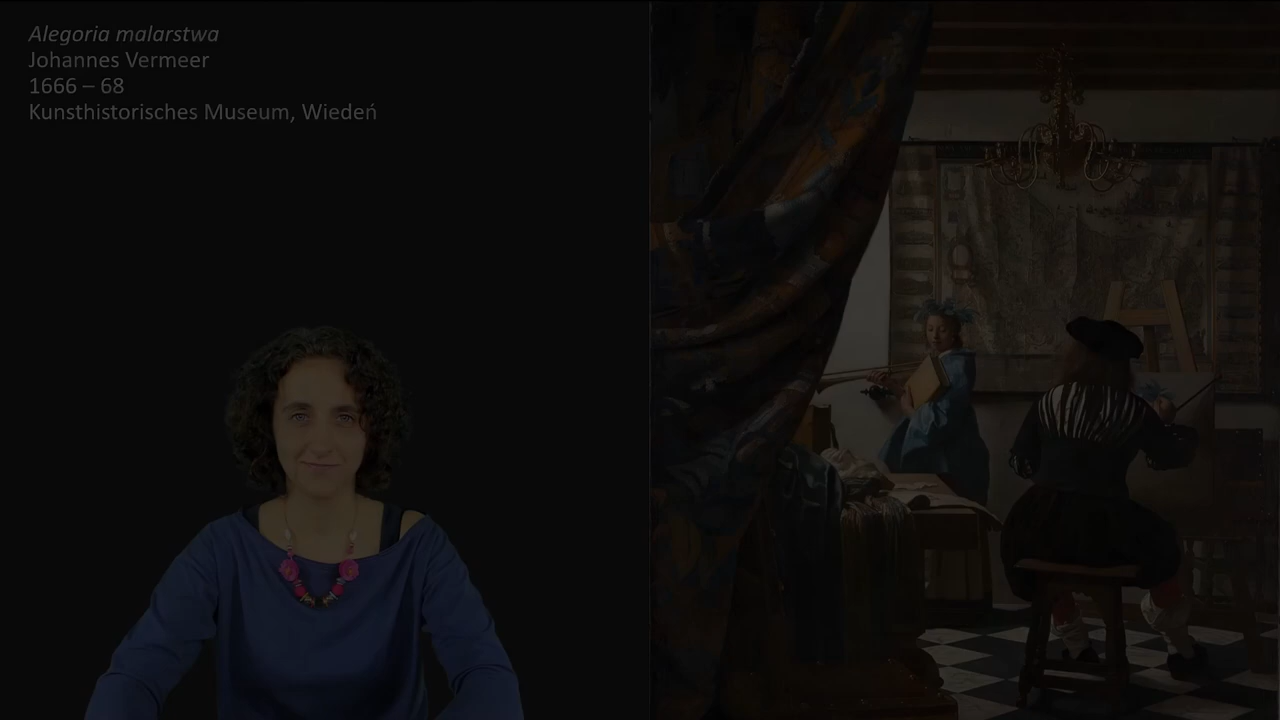 Alegoria malarstwa
Johannes Vermeer
1666 – 68
Kunsthistorisches Museum, Wiedeń